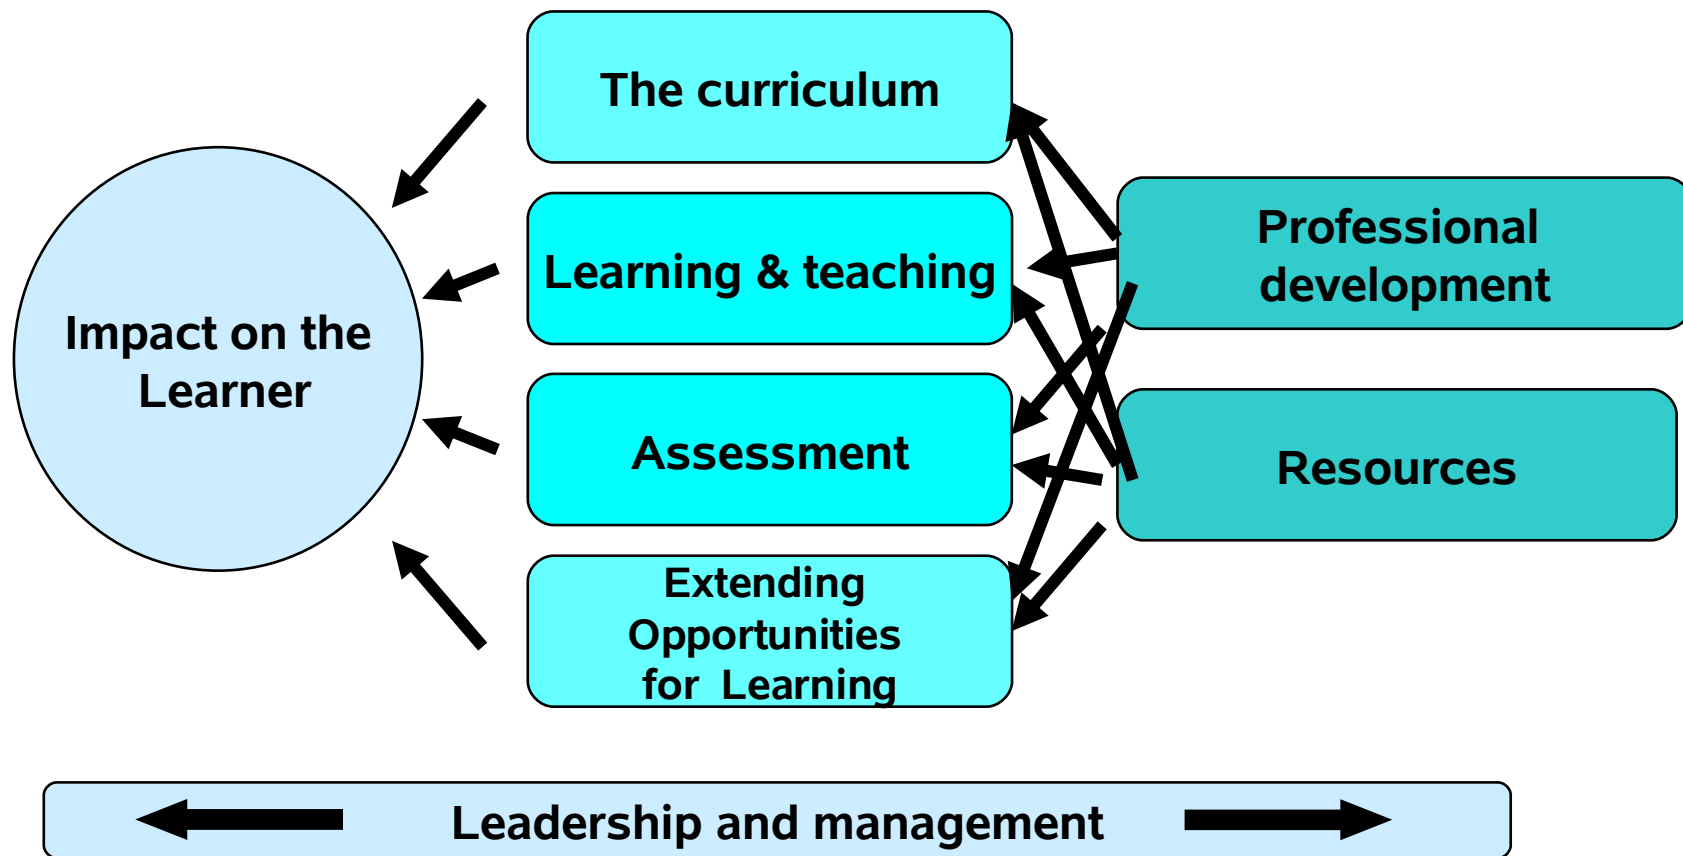 The curriculum
Learning & teaching
Impact on the
Learner
Assessment
Extending
Opportunities
for Learning
Professional
development
Resources
Leadership and management